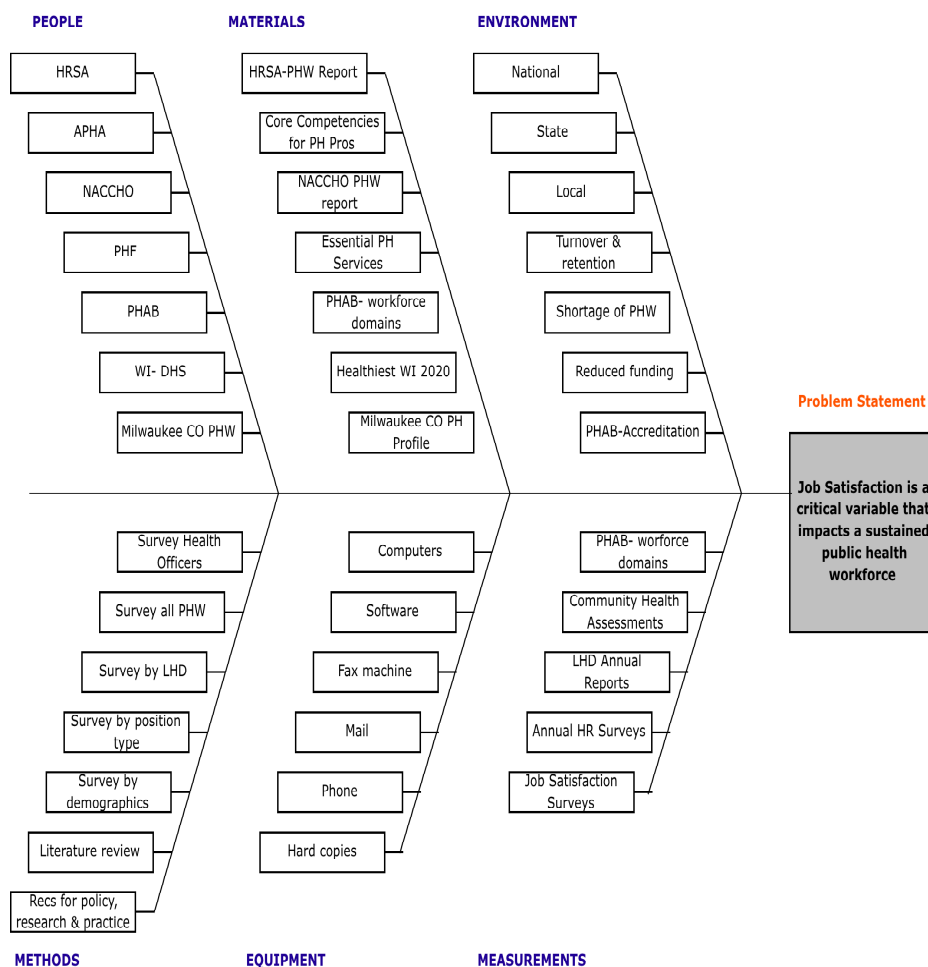 PEOPLE
MATERIALS
ENVIRONMENT
HRSA
APHA
NACCHO
PHF
PHAB
WI- DHS
Milwaukee CO PHW
HRSA-PHW Report
Core Competencies
for PH Pros
NACCHO PHW
report
Essential PH
Services
PHAB- workforce
domains
Healthiest WI 2020
Milwaukee CO PH
Profile
National
State
Local
Turnover &
retention
Shortage of PHW
Reduced funding
PHAB-Accreditation
Problem Statement
Job Satisfaction is a
critical variable that
impacts a sustained
public health
workforce
Survey Health
Officers
Survey all PHW
Survey by LHD
Survey by position
type
Survey by
demographics
Literature review
Recs for policy,
research & practice
Computers
Software
Fax machine
Mail
Phone
Hard copies
PHAB- worforce
domains
Community Health
Assessments
LHD Annual
Reports
Annual HR Surveys
Job Satisfaction
Surveys
METHODS
EQUIPMENT
MEASUREMENTS